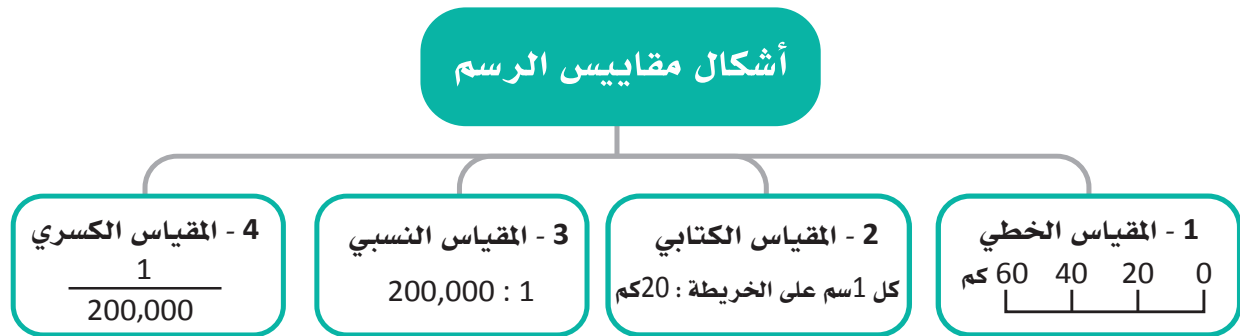 أشكال مقاييس الرسم
1 - المقياس الخطي
0 20 40 60 كم
2 - المقياس الكتابي
كل 1سم على الخريطة : 20كم
3 - المقياس النسبي
1 : 200,000
4 - المقياس الكسري
1
200,000